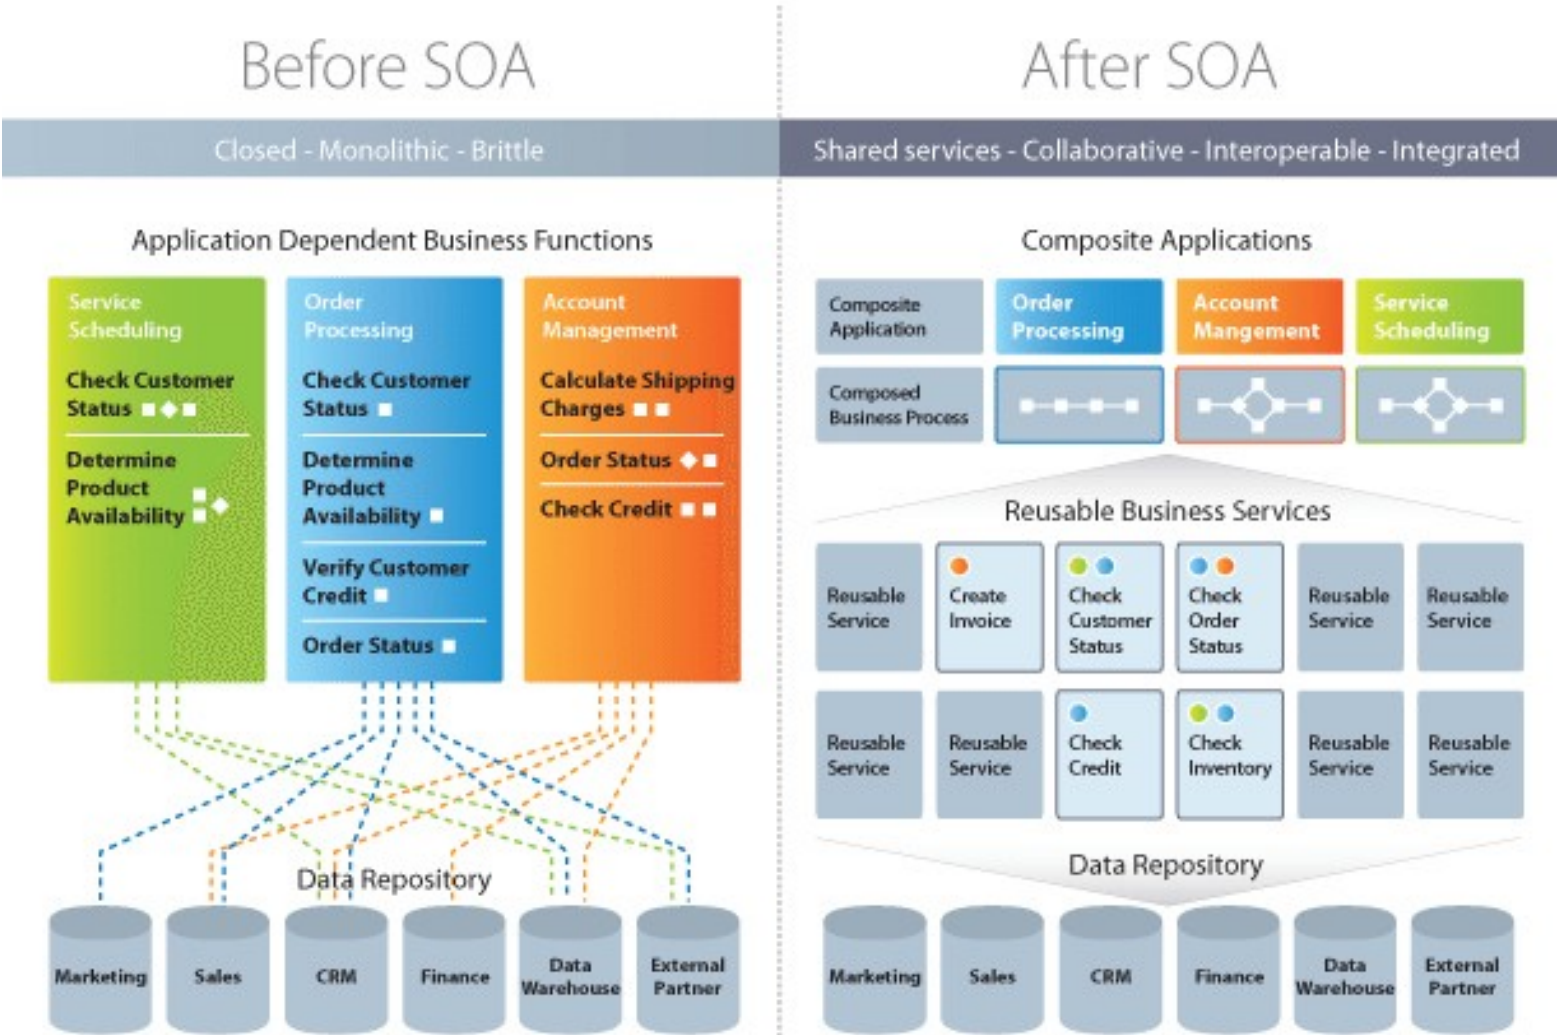 Before SOA
Closed - Monolithic - Brittle
Application Dependent Business Functions
Service
Scheduling
Check Customer
Status
Determine
Product
Availability
Order
Processing
Check Customer
Status
Determine
Product
Availability
Verify Customer
Credit
Order Status
Account
Management
Calculate Shipping
Charges
Order Status
Check Credit
Data Repository
Marketing
Sales
CRM
Finance
Data
Warehouse
External
Partner
After SOA
Shared services - Collaborative - Interoperable - Integrated
Composite Applications
Composite
Application
Order
Processing
Account
Mangement
Service
Scheduling
Composed
Business Process
Reusable Business Services
Reusable
Service
Create
Invoice
Check
Customer
Status
Check
Order
Status
Reusable
Service
Reusable
Service
Reusable
Service
Reusable
Service
Check
Credit
Check
Inventory
Reusable
Service
Reusable
Service
Data Repository
Marketing
Sales
CRM
Finance
Data
Warehouse
External
Partner